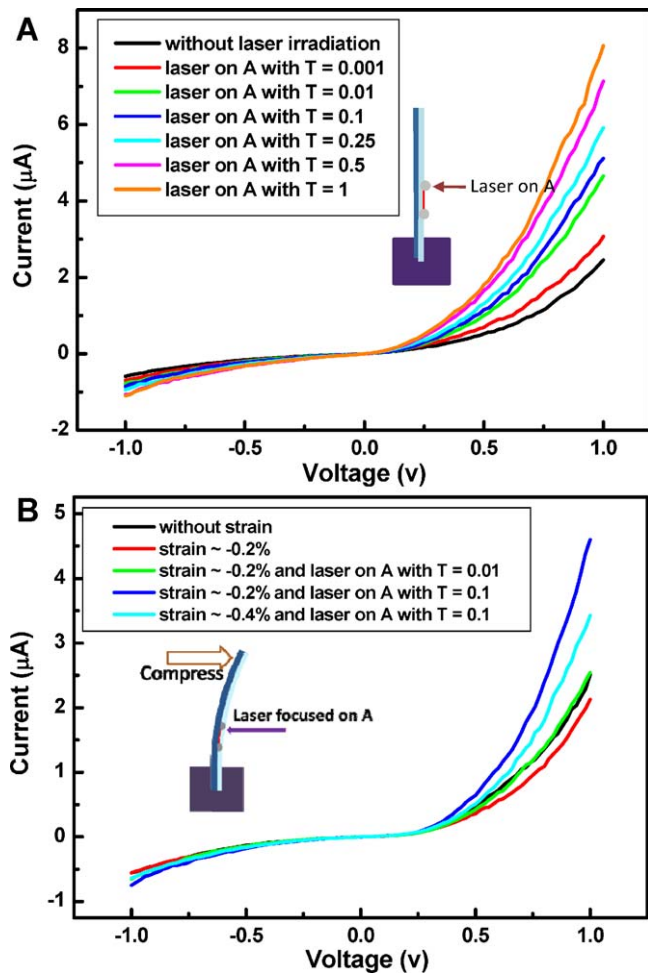 A
without laser irradiation
laser on A with T = 0.001
laser on A with T = 0.01
laser on A with T = 0.1
laser on A with T = 0.25
laser on A with T = 0.5
laser on A with T = 1
Laser on A
Current (μA)
8
6
4
2
0
-2
-1.0 -0.5 0.0 0.5 1.0
Voltage (v)
B
without strain
strain ~ -0.2%
strain ~ -0.2% and laser on A with T = 0.01
strain ~ -0.2% and laser on A with T = 0.1
strain ~ -0.4% and laser on A with T = 0.1
Compress
Laser focused on A
Current (μA)
5
4
3
2
1
0
-1
-1.0 -0.5 0.0 0.5 1.0
Voltage (v)